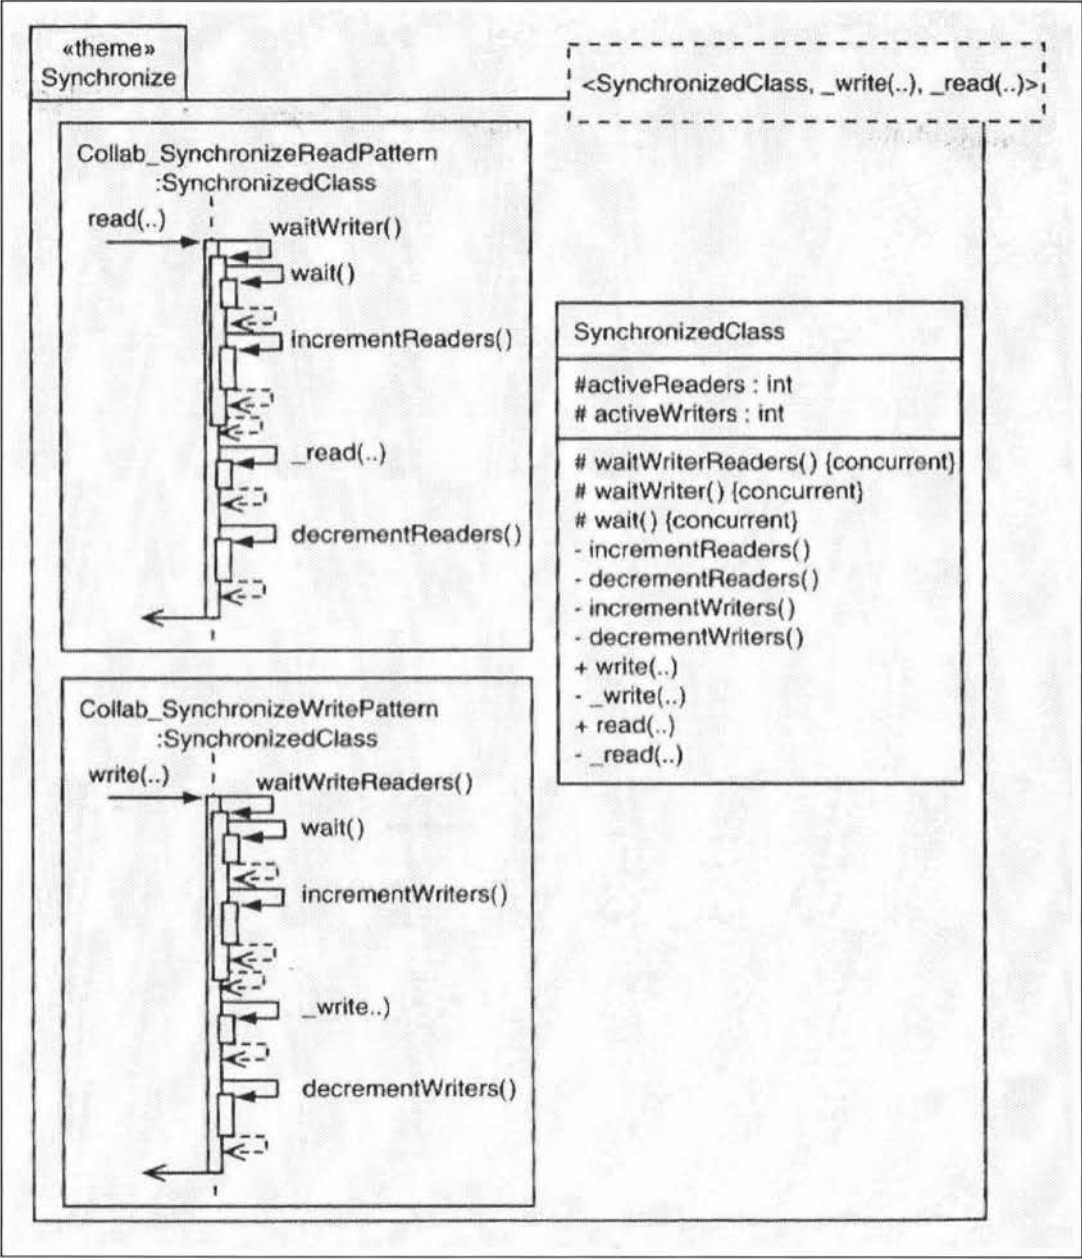 «theme»
Synchronize
<SynchronizedClass, _write(..), _read(..)>
Collab_SynchronizeReadPattern
:SynchronizedClass
read(..)
waitWriter()
wait()
incrementReaders()
_read(..)
decrementReaders()
SynchronizedClass
#activeReaders : int
# activeWriters : int
# waitWriterReaders() {concurrent}
# waitWriter() {concurrent}
# wait() {concurrent}
- incrementReaders()
- decrementReaders()
- incrementWriters()
- decrementWriters()
+ write(..)
- _write(..)
+ read(..)
- _read(..)
Collab_SynchronizeWritePattern
:SynchronizedClass
write(..)
waitWriteReaders()
wait()
incrementWriters()
_write..)
decrementWriters()